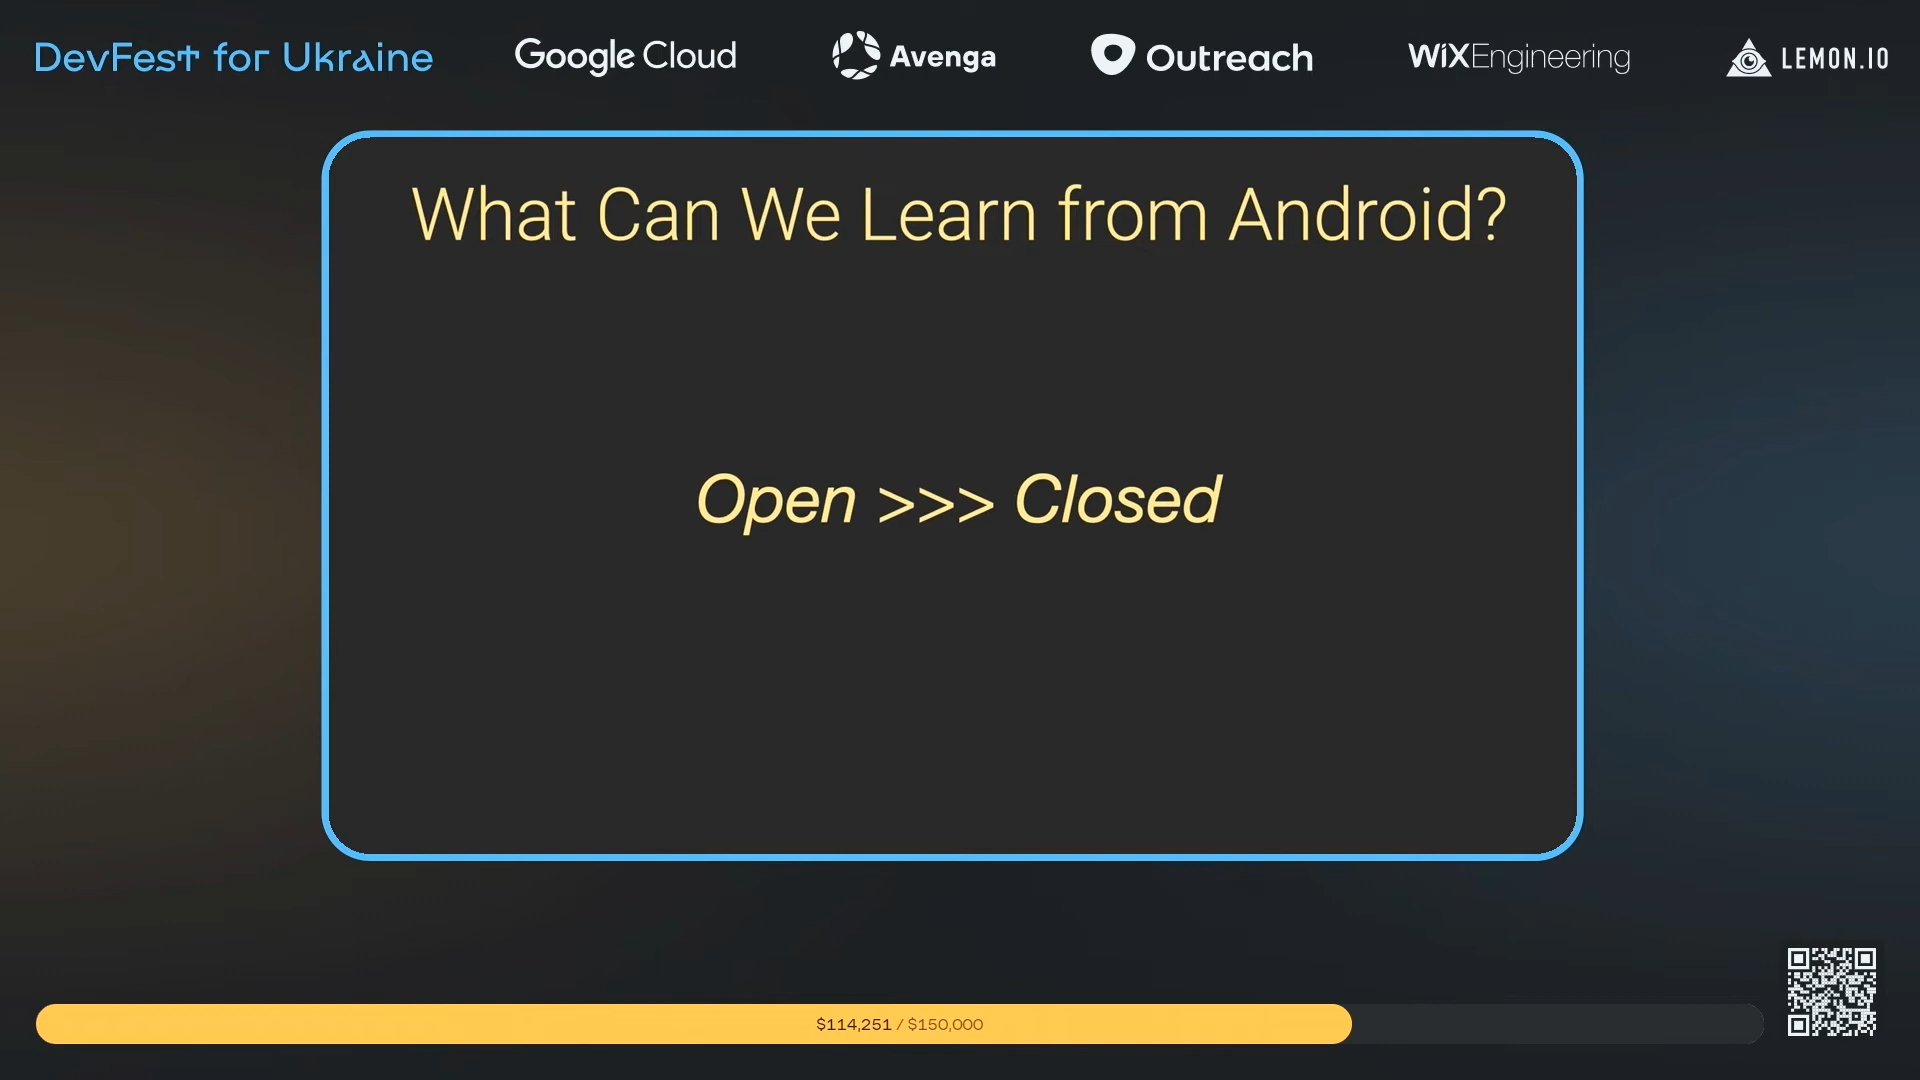 DevFest for Ukraine Google Cloud Avenga Outreach WiXEngineering LEMON.IO
What Can We Learn from Android?
Open >>> Closed
$114,251 / $150,000